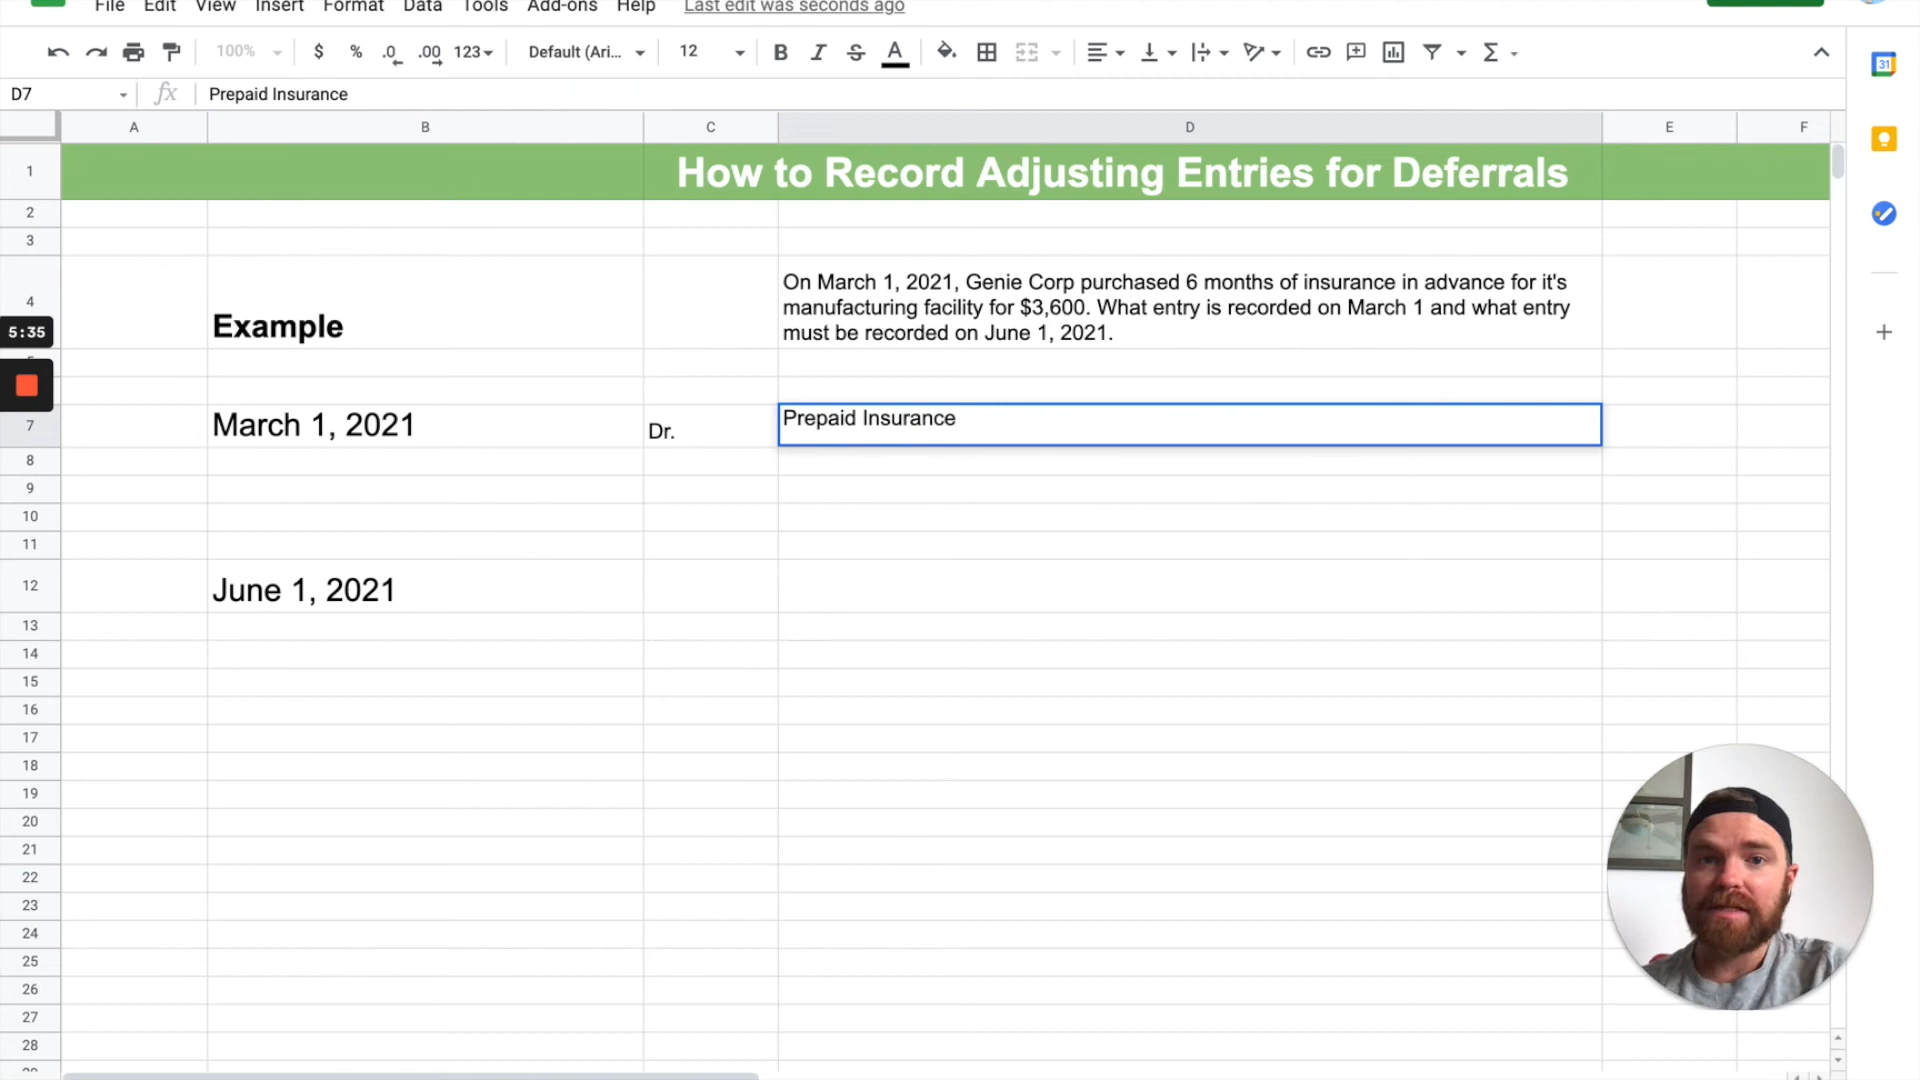 File Edit View Insert Format Data Tools Add-ons Help Last edit was seconds ago
100% $ % .0 .00 123 Default (Ari... 12 B I S A
D7 fx Prepaid Insurance
A B C D E F
1 How to Record Adjusting Entries for Deferrals
2
3
On March 1, 2021, Genie Corp purchased 6 months of insurance in advance for it's
4 manufacturing facility for $3,600. What entry is recorded on March 1 and what entry
Example must be recorded on June 1, 2021.
5:35
7 March 1, 2021 Dr. Prepaid Insurance
8
9
10
11
12 June 1, 2021
13
14
15
16
17
18
19
20
21
22
23
24
25
26
27
28
31